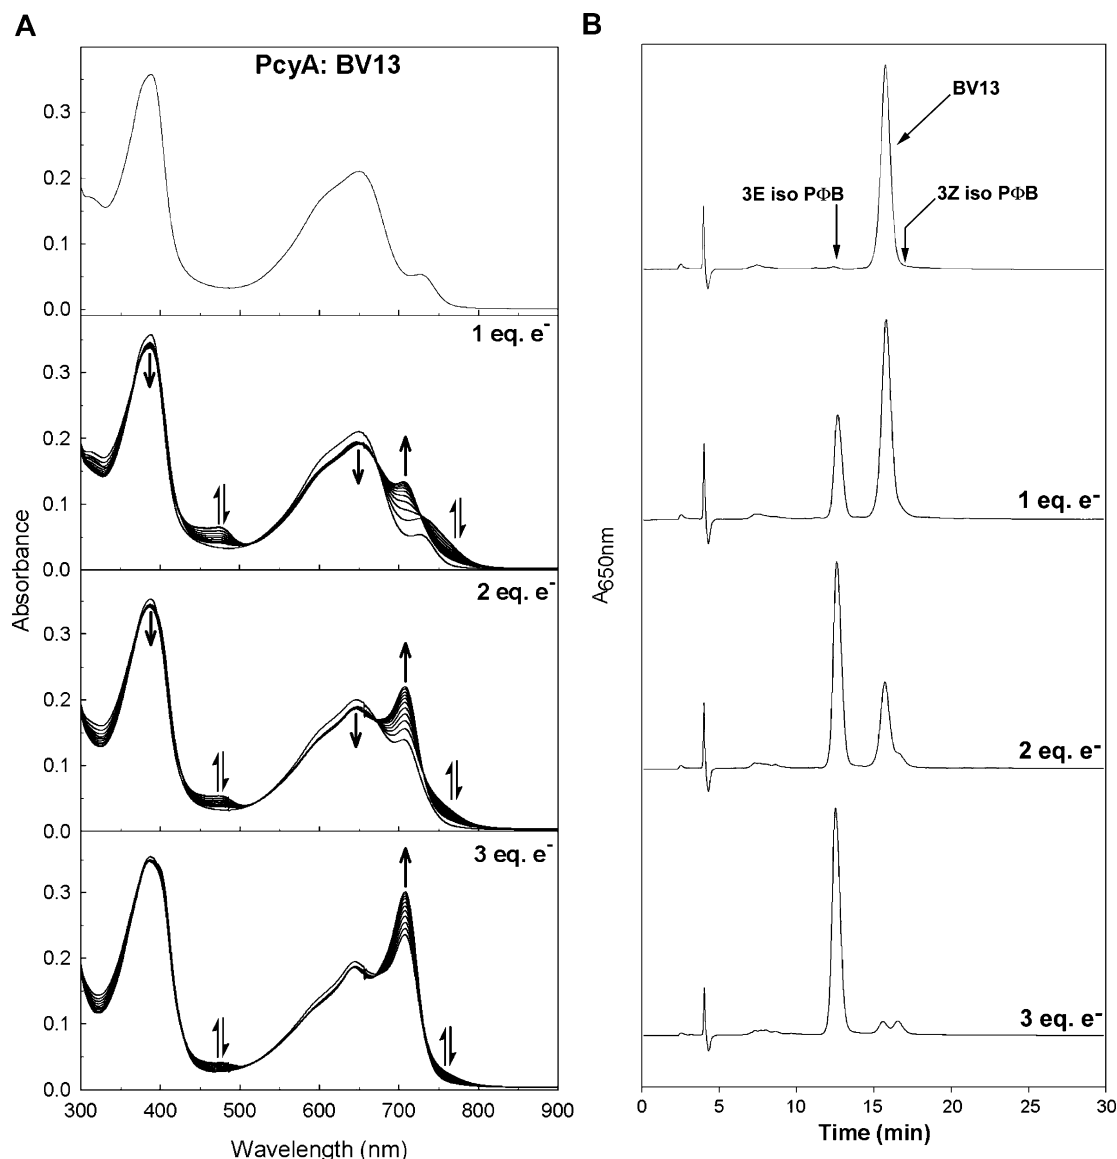 A
PcyA: BV13
0.3
0.2
0.1
0.0
1 eq. e-
0.3
0.2
0.1
0.0
2 eq. e-
0.3
0.2
0.1
0.0
3 eq. e-
0.3
0.2
0.1
0.0
300 400 500 600 700 800 900
Wavelength (nm)
Absorbance
B
BV13
3E iso PΦB
3Z iso PΦB
1 eq. e-
2 eq. e-
3 eq. e-
A650nm
0 5 10 15 20 25 30
Time (min)